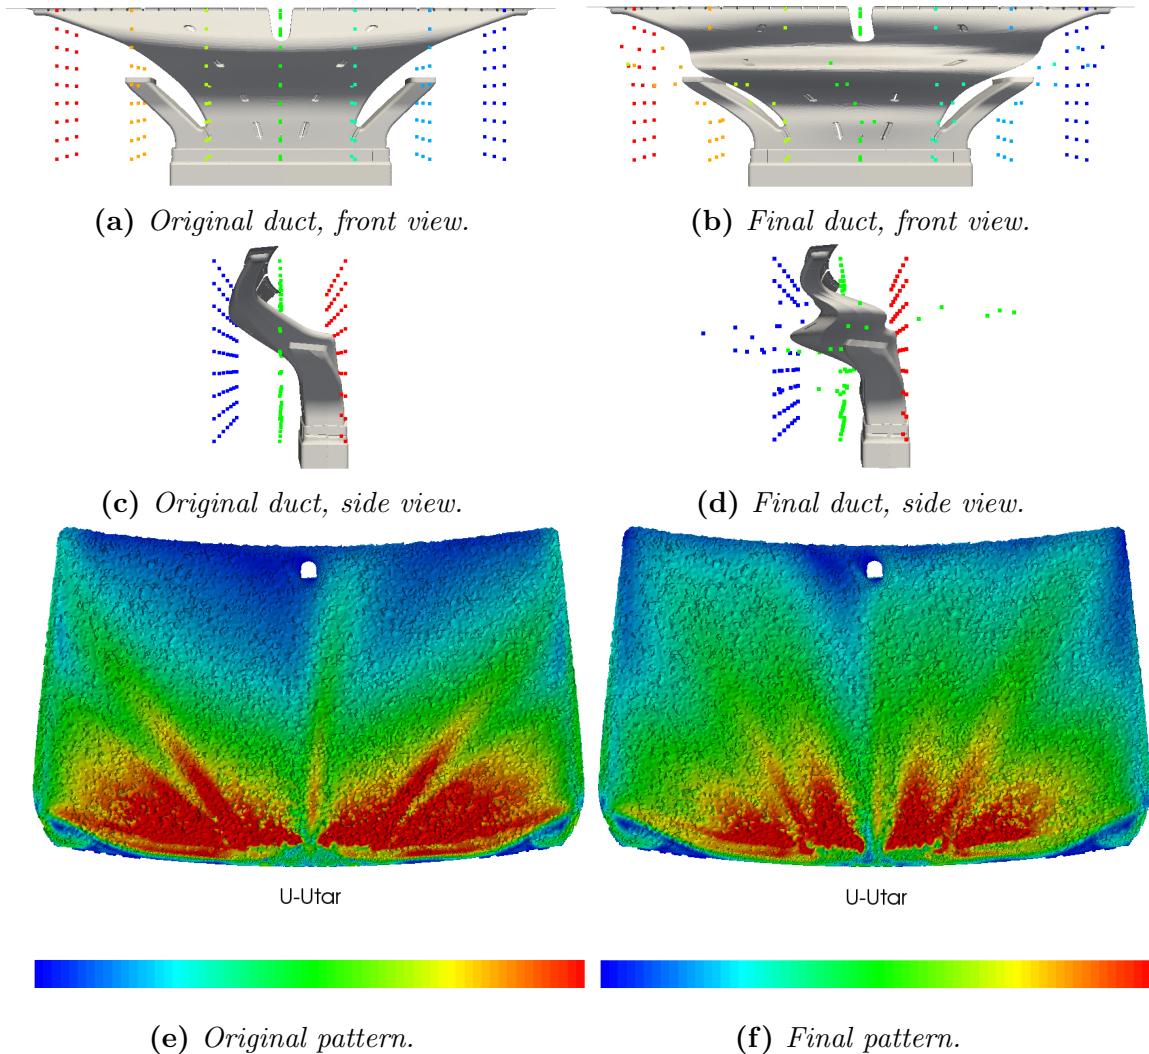 (a) Original duct, front view.
(b) Final duct, front view.
(c) Original duct, side view.
(d) Final duct, side view.
U-Utar
U-Utar
(e) Original pattern.
(f) Final pattern.